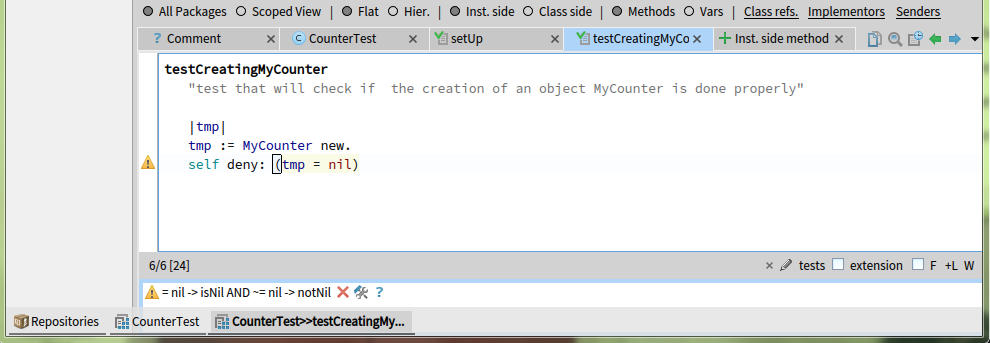 All Packages Scoped View | Flat Hier. | Inst. side Class side | Methods Vars | Class refs. Implementors Senders
? Comment × C CounterTest × setUp × testCreatingMyCo × + Inst. side method ×
testCreatingMyCounter
"test that will check if  the creation of an object MyCounter is done properly"
|tmp|
tmp := MyCounter new.
self deny: (tmp = nil)
6/6 [24] × tests extension F +L W
= nil -> isNil AND ~= nil -> notNil ?
Repositories CounterTest CounterTest>>testCreatingMy...